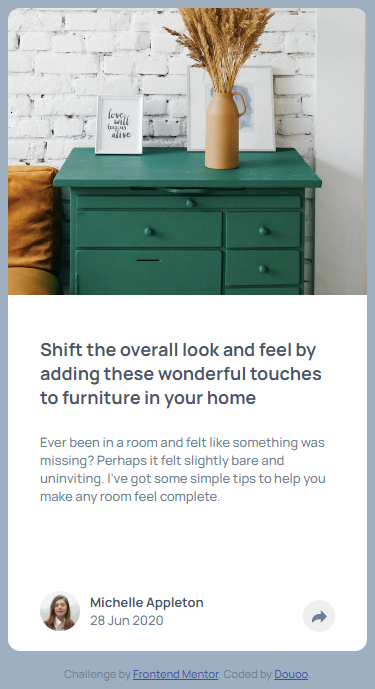 love
will
keep us
alive
Shift the overall look and feel by
adding these wonderful touches
to furniture in your home
Ever been in a room and felt like something was
missing? Perhaps it felt slightly bare and
uninviting. I've got some simple tips to help you
make any room feel complete.
Michelle Appleton
28 Jun 2020
Challenge by Frontend Mentor. Coded by Douoo.